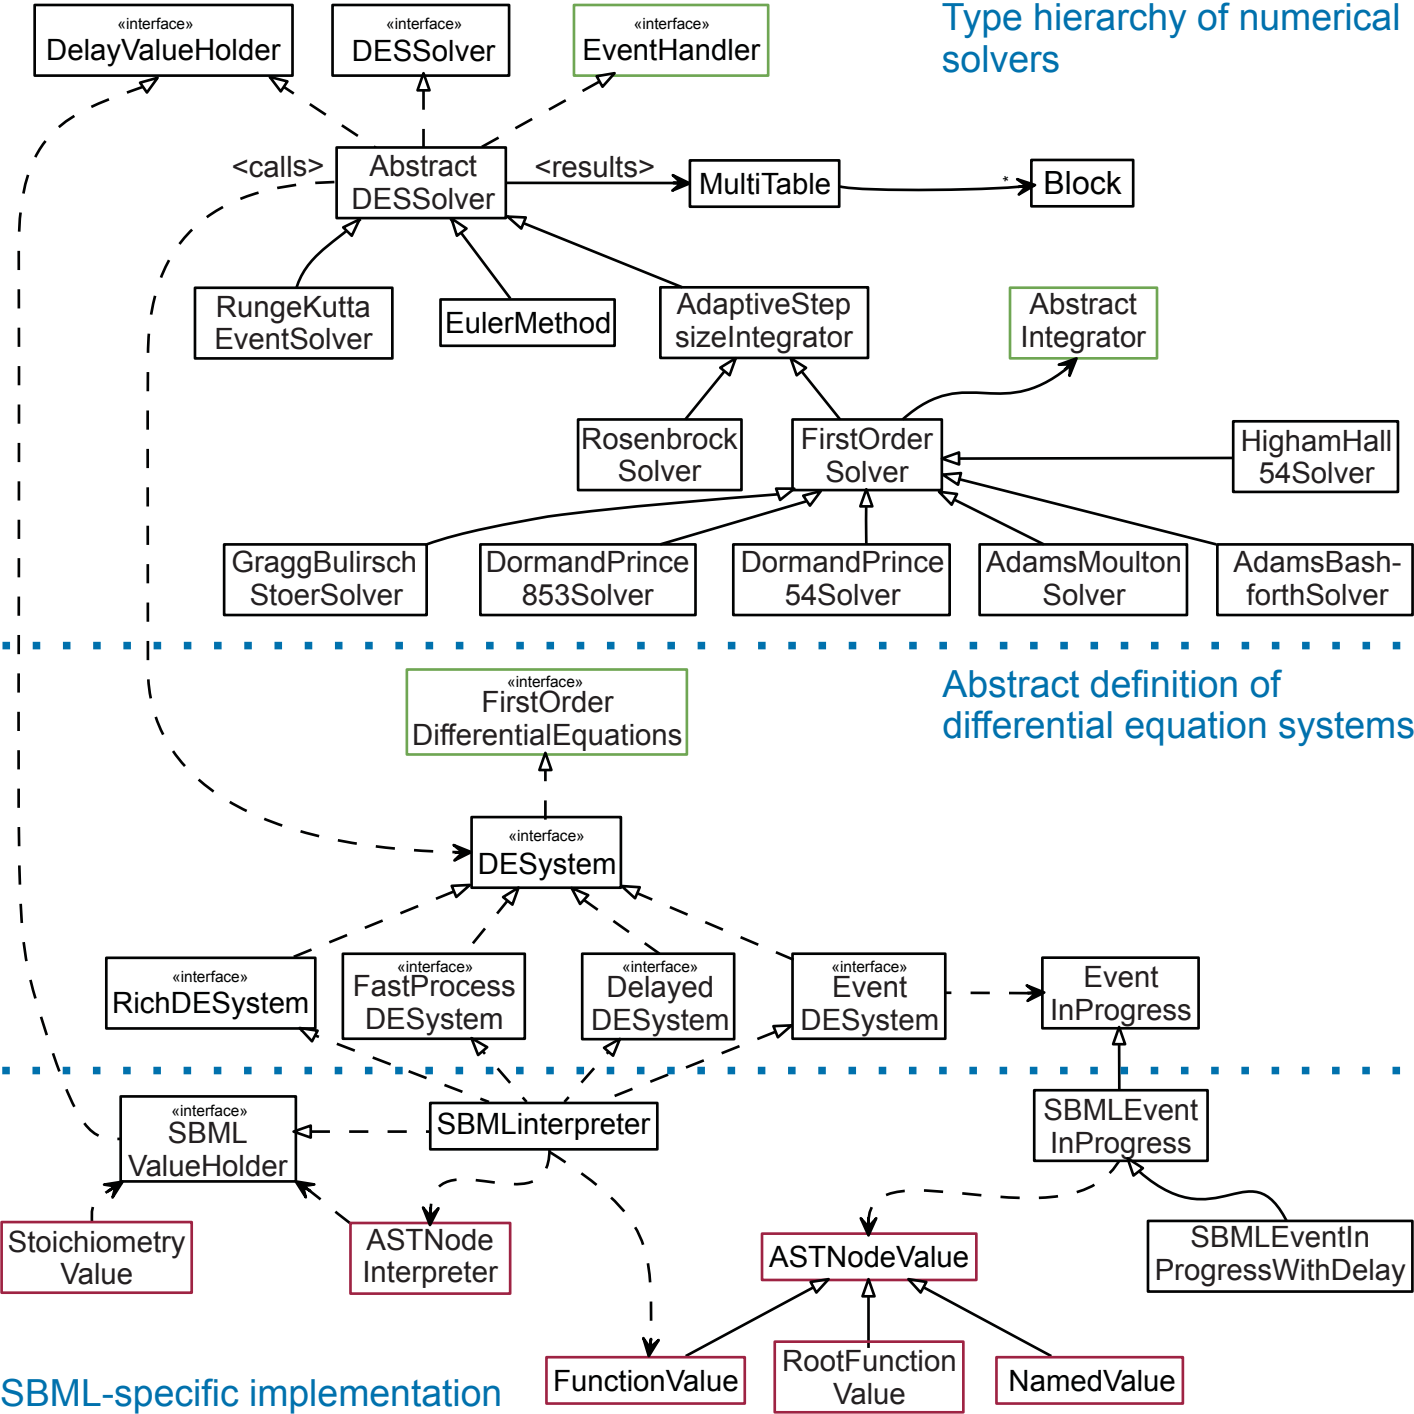 «interface»
DelayValueHolder
«interface»
DESSolver
«interface»
EventHandler
Type hierarchy of numerical
solvers
<calls>
Abstract
DESSolver
<results>
MultiTable
*
Block
RungeKutta
EventSolver
EulerMethod
AdaptiveStep
sizeIntegrator
Abstract
Integrator
Rosenbrock
Solver
FirstOrder
Solver
HighamHall
54Solver
GraggBulirsch
StoerSolver
DormandPrince
853Solver
DormandPrince
54Solver
AdamsMoulton
Solver
AdamsBash-
forthSolver
«interface»
FirstOrder
DifferentialEquations
Abstract definition of
differential equation systems
«interface»
DESystem
«interface»
RichDESystem
«interface»
FastProcess
DESystem
«interface»
Delayed
DESystem
«interface»
Event
DESystem
Event
InProgress
«interface»
SBML
ValueHolder
SBMLinterpreter
SBMLEvent
InProgress
Stoichiometry
Value
ASTNode
Interpreter
ASTNodeValue
SBMLEventIn
ProgressWithDelay
FunctionValue
RootFunction
Value
NamedValue
SBML-specific implementation